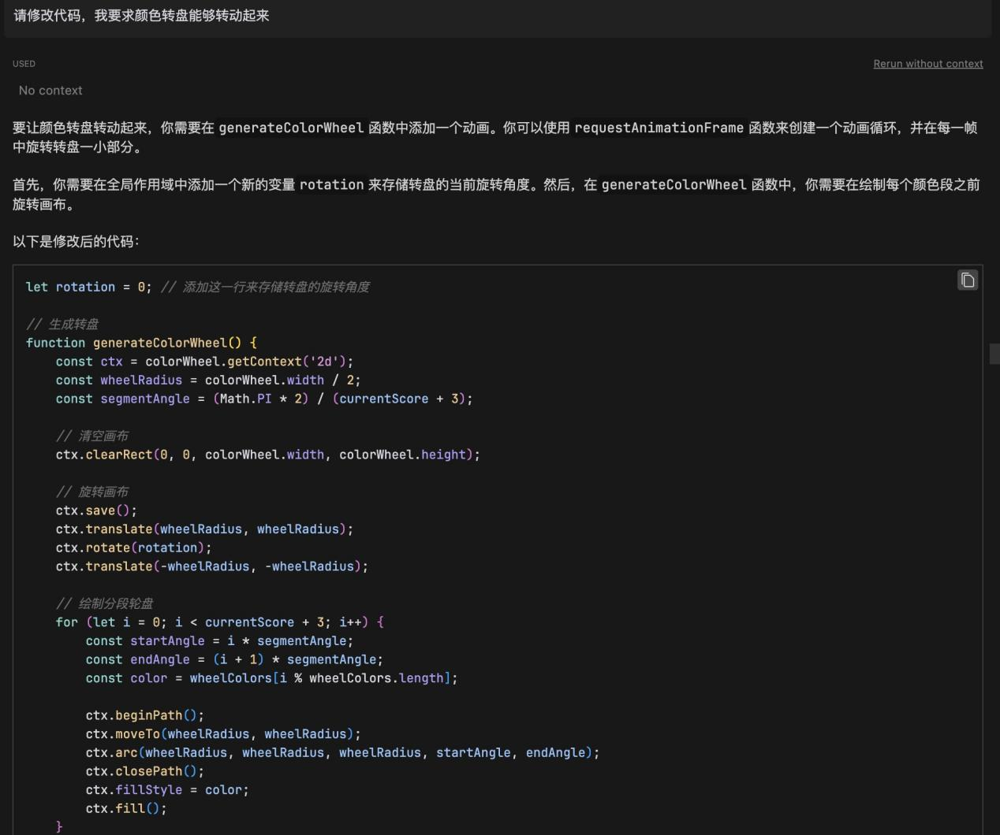 请修改代码，我要求颜色转盘能够转动起来
USED
Rerun without context
No context
要让颜色转盘转动起来，你需要在 generateColorWheel 函数中添加一个动画。你可以使用 requestAnimationFrame 函数来创建一个动画循环，并在每一帧
中旋转转盘一小部分。
首先，你需要在全局作用域中添加一个新的变量 rotation 来存储转盘的当前旋转角度。然后，在 generateColorWheel 函数中，你需要在绘制每个颜色段之前
旋转画布。
以下是修改后的代码：
let rotation = 0; // 添加这一行来存储转盘的旋转角度
// 生成转盘
function generateColorWheel() {
const ctx = colorWheel.getContext('2d');
const wheelRadius = colorWheel.width / 2;
const segmentAngle = (Math.PI * 2) / (currentScore + 3);
// 清空画布
ctx.clearRect(0, 0, colorWheel.width, colorWheel.height);
// 旋转画布
ctx.save();
ctx.translate(wheelRadius, wheelRadius);
ctx.rotate(rotation);
ctx.translate(-wheelRadius, -wheelRadius);
// 绘制分段轮盘
for (let i = 0; i < currentScore + 3; i++) {
const startAngle = i * segmentAngle;
const endAngle = (i + 1) * segmentAngle;
const color = wheelColors[i % wheelColors.length];
ctx.beginPath();
ctx.moveTo(wheelRadius, wheelRadius);
ctx.arc(wheelRadius, wheelRadius, wheelRadius, startAngle, endAngle);
ctx.closePath();
ctx.fillStyle = color;
ctx.fill();
}